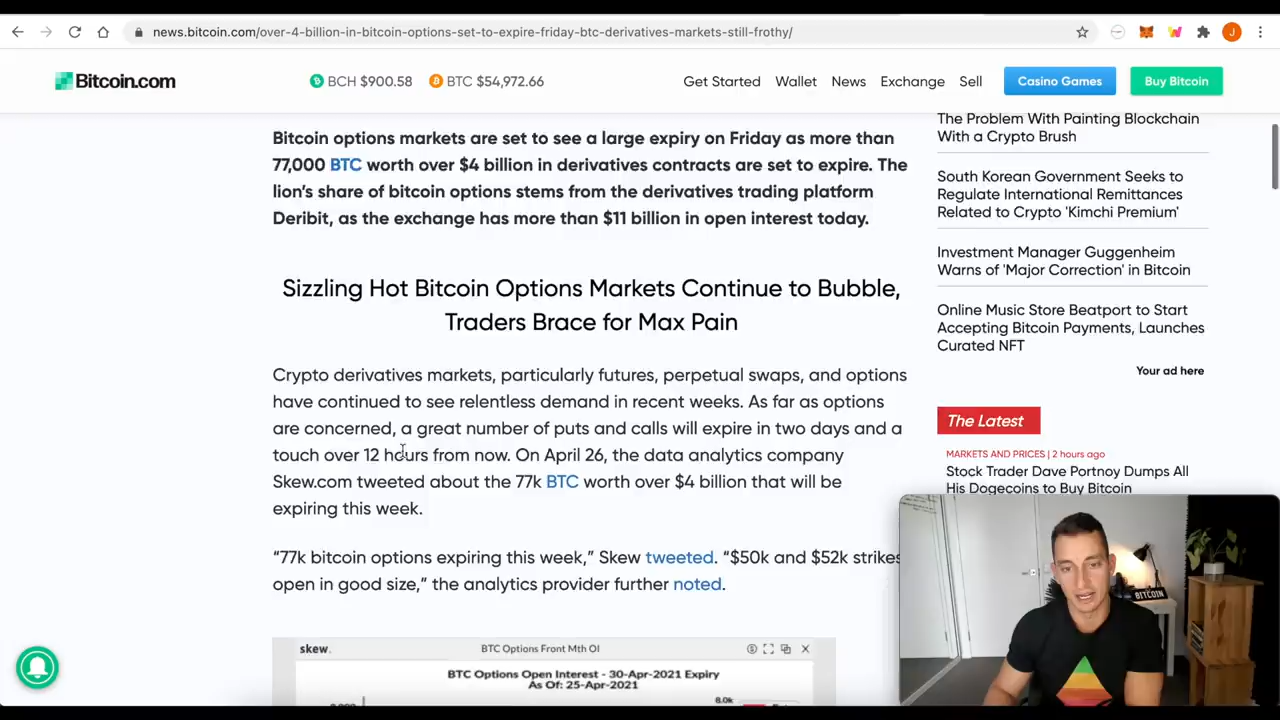 news.bitcoin.com/over-4-billion-in-bitcoin-options-set-to-expire-friday-btc-derivatives-markets-still-frothy/
J
Bitcoin.com
BCH $900.58
BTC $54,972.66
Get Started
Wallet
News
Exchange
Sell
Casino Games
Buy Bitcoin
Bitcoin options markets are set to see a large expiry on Friday as more than
77,000 BTC worth over $4 billion in derivatives contracts are set to expire. The
lion's share of bitcoin options stems from the derivatives trading platform
Deribit, as the exchange has more than $11 billion in open interest today.
Sizzling Hot Bitcoin Options Markets Continue to Bubble,
Traders Brace for Max Pain
Crypto derivatives markets, particularly futures, perpetual swaps, and options
have continued to see relentless demand in recent weeks. As far as options
are concerned, a great number of puts and calls will expire in two days and a
touch over 12 hours from now. On April 26, the data analytics company
Skew.com tweeted about the 77k BTC worth over $4 billion that will be
expiring this week.
“77k bitcoin options expiring this week,” Skew tweeted. “$50k and $52k strikes
open in good size,” the analytics provider further noted.
skew.
BTC Options Front Mth OI
BTC Options Open Interest - 30-Apr-2021 Expiry
As Of: 25-Apr-2021
8.0k
The Problem With Painting Blockchain
With a Crypto Brush
South Korean Government Seeks to
Regulate International Remittances
Related to Crypto 'Kimchi Premium'
Investment Manager Guggenheim
Warns of 'Major Correction' in Bitcoin
Online Music Store Beatport to Start
Accepting Bitcoin Payments, Launches
Curated NFT
Your ad here
The Latest
MARKETS AND PRICES | 2 hours ago
Stock Trader Dave Portnoy Dumps All
His Dogecoins to Buy Bitcoin
BITCOIN